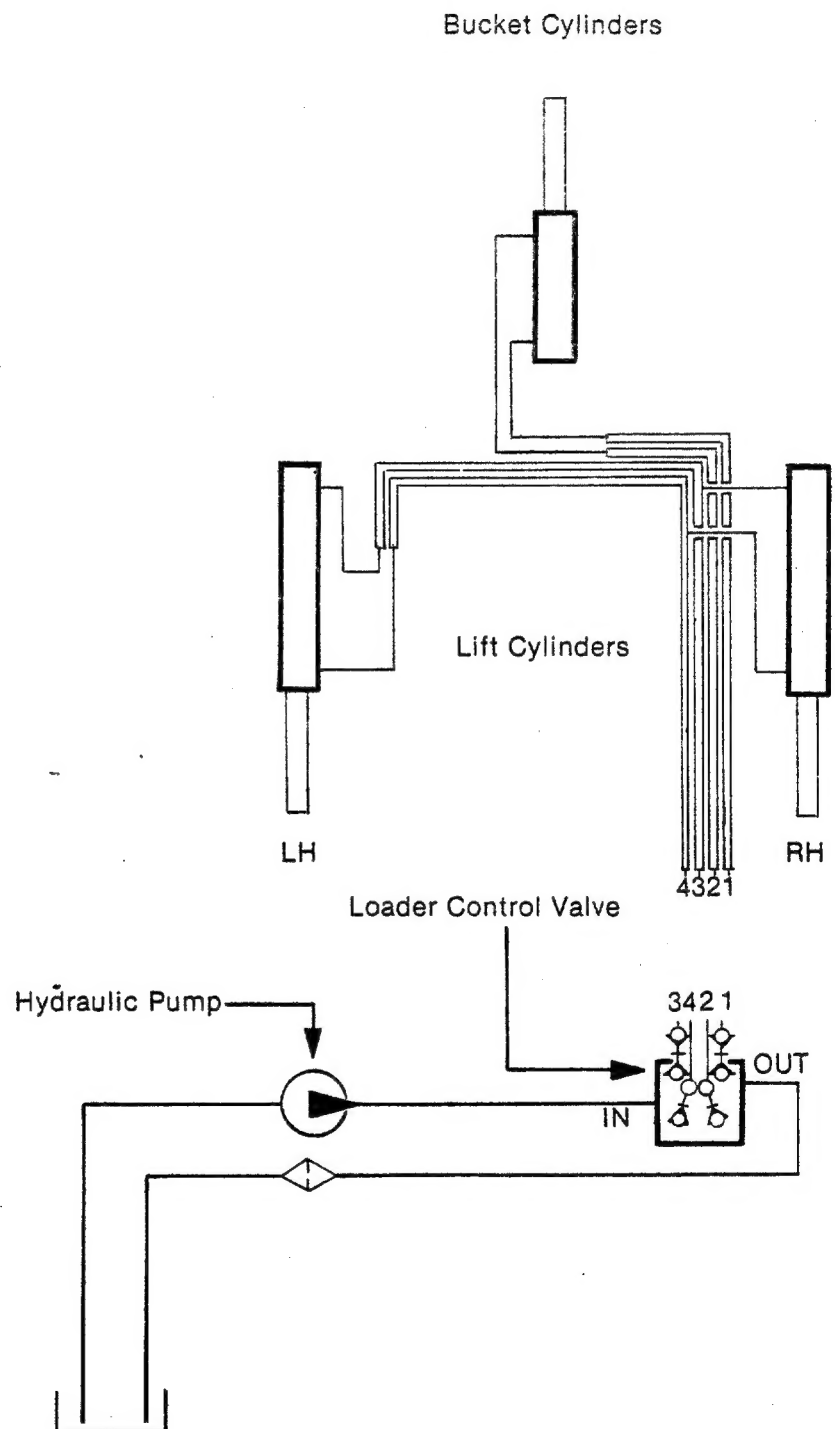 Bucket Cylinders
Lift Cylinders
LH
RH
4321
Loader Control Valve
Hydraulic Pump
3421
OUT
IN